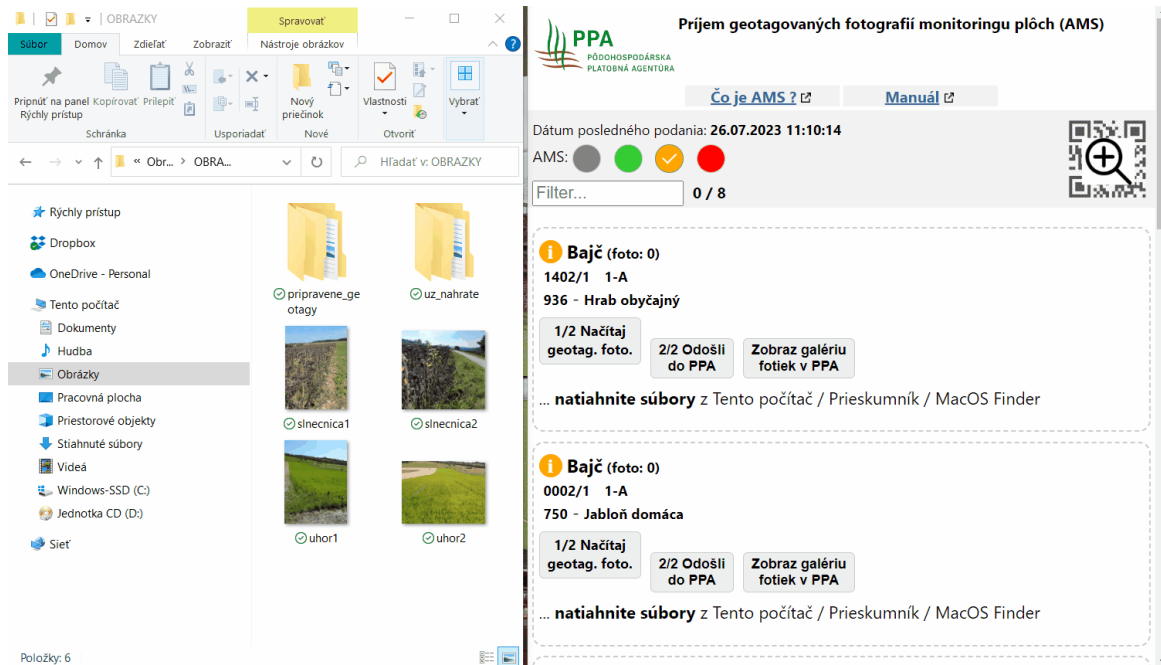 OBRAZKY
Spravovať
Súbor
Domov
Zdieľať
Zobraziť
Nástroje obrázkov
Pripnúť na panel
Rýchly prístup
Kopírovať
Prilepiť
Nový
priečinok
Vlastnosti
Vybrať
Schránka
Usporiadať
Nové
Otvoriť
« Obr... > OBRA...
Hľadať v: OBRAZKY
Rýchly prístup
Dropbox
OneDrive - Personal
Tento počítač
Dokumenty
Hudba
Obrázky
Pracovná plocha
Priestorové objekty
Stiahnuté súbory
Videá
Windows-SSD (C:)
Jednotka CD (D:)
Sieť
pripravene_ge
otagy
uz_nahrate
slnecnica1
slnecnica2
uhor1
uhor2
Položky: 6
PPA
PÔDOHOSPODÁRSKA
PLATOBNÁ AGENTÚRA
Príjem geotagovaných fotografií monitoringu plôch (AMS)
Čo je AMS ?
Manuál
Dátum posledného podania: 26.07.2023 11:10:14
AMS:
Filter...
0 / 8
Bajč (foto: 0)
1402/1 1-A
936 - Hrab obyčajný
1/2 Načítaj
geotag. foto.
2/2 Odošli
do PPA
Zobraz galériu
fotiek v PPA
... natiahnite súbory z Tento počítač / Prieskumník / MacOS Finder
Bajč (foto: 0)
0002/1 1-A
750 - Jabloň domáca
1/2 Načítaj
geotag. foto.
2/2 Odošli
do PPA
Zobraz galériu
fotiek v PPA
... natiahnite súbory z Tento počítač / Prieskumník / MacOS Finder